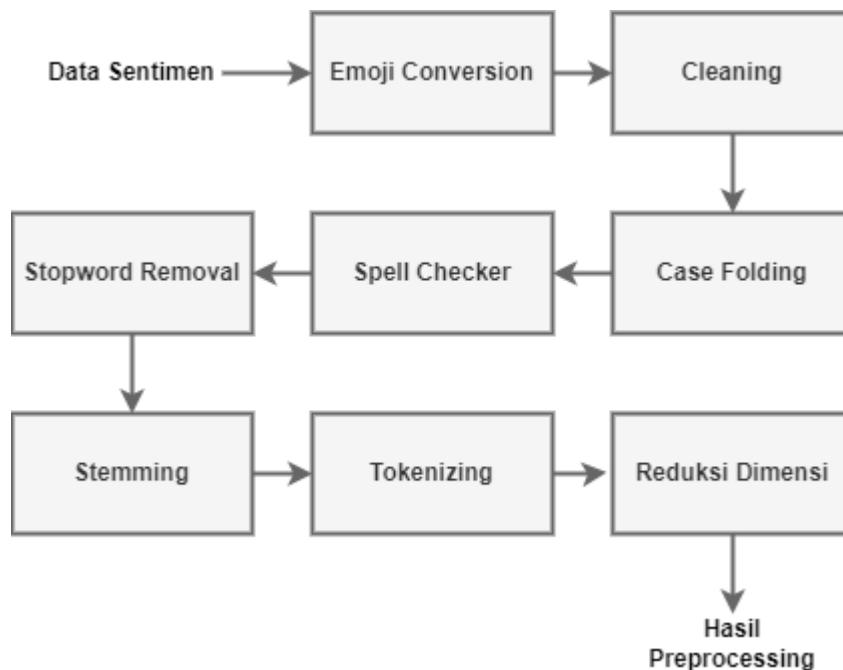 Data Sentimen
Emoji Conversion
Cleaning
Case Folding
Spell Checker
Stopword Removal
Stemming
Tokenizing
Reduksi Dimensi
Hasil
Preprocessing